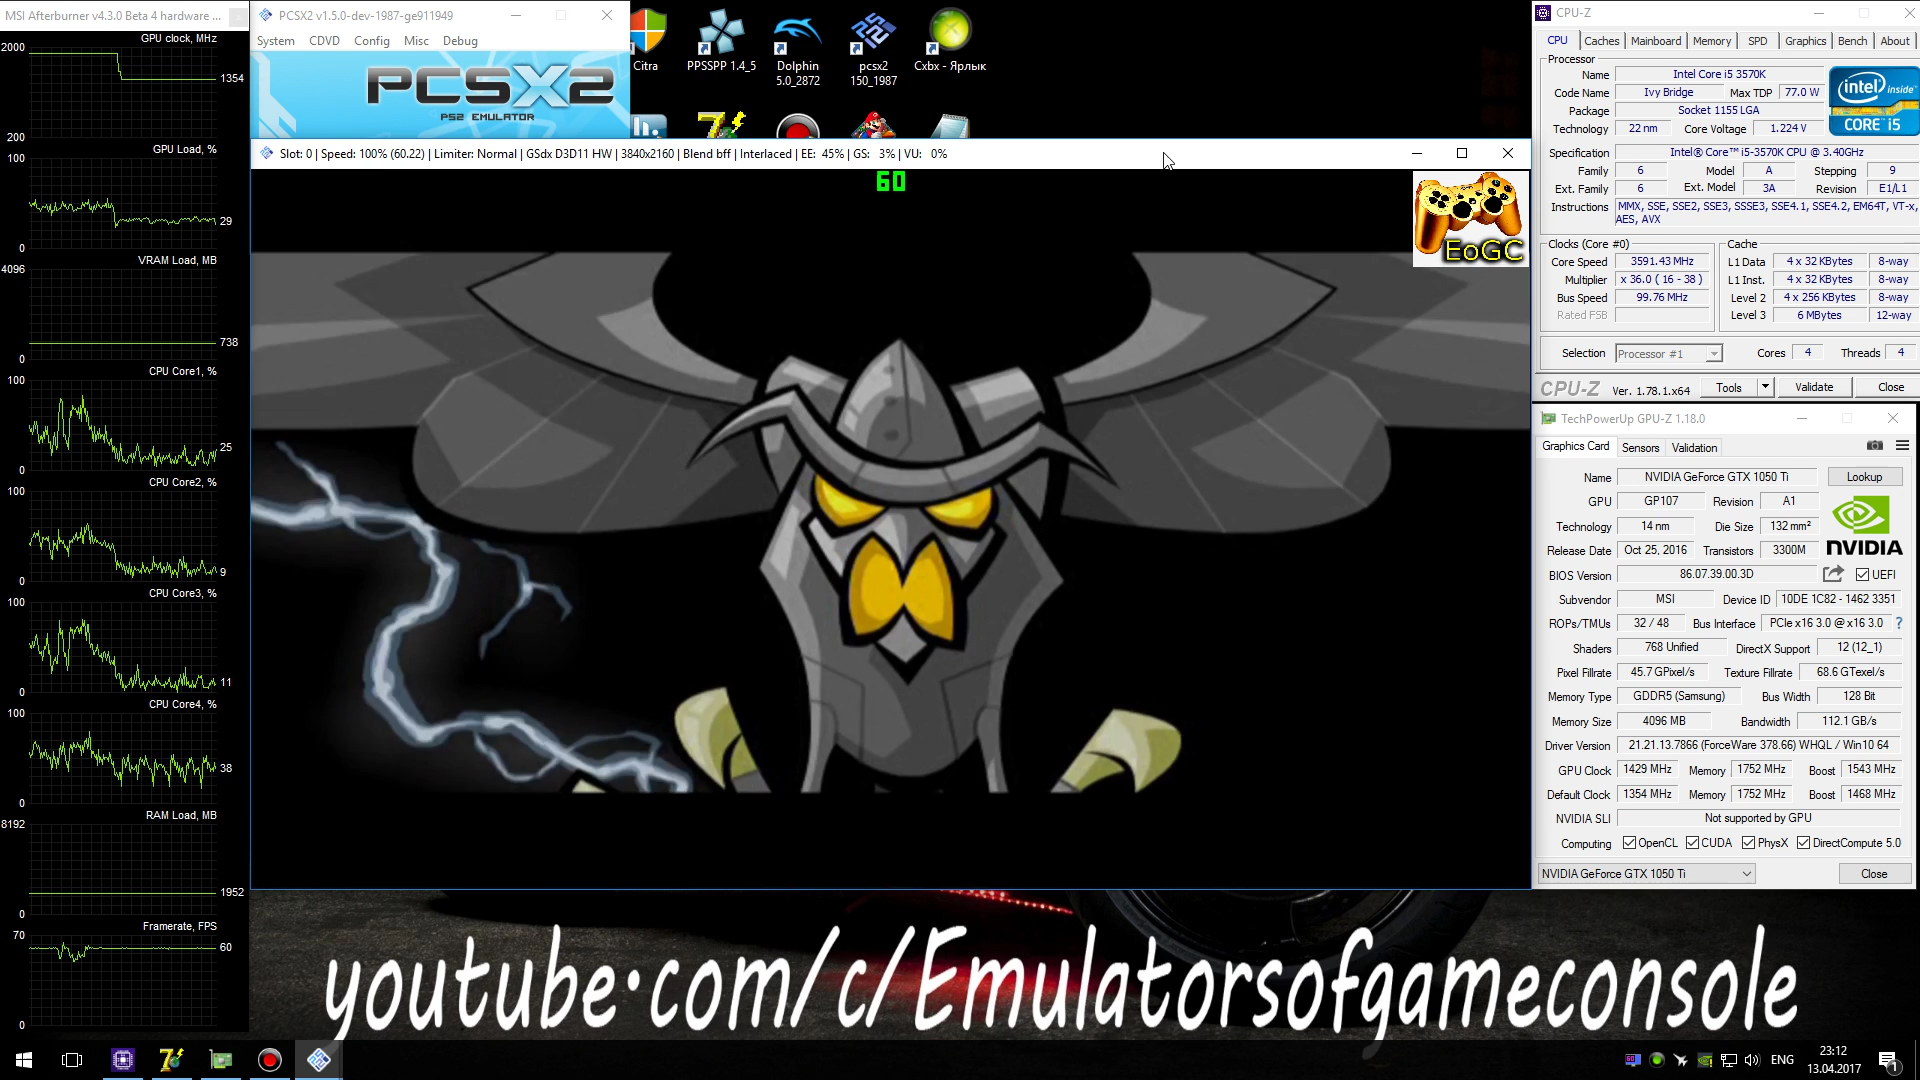 MSI Afterburner v4.3.0 Beta 4 hardware ...
GPU clock, MHz
2000
1354
200
GPU Load, %
100
29
0
VRAM Load, MB
4096
738
0
CPU Core1, %
100
25
0
CPU Core2, %
100
9
0
CPU Core3, %
100
11
0
CPU Core4, %
100
38
0
RAM Load, MB
8192
1952
0
Framerate, FPS
70
60
0
PCSX2 v1.5.0-dev-1987-ge911949
System CDVD Config Misc Debug
PCSX2
PS2 EMULATOR
Citra
PPSSPP 1.4_5
Dolphin 5.0_2872
pcsx2 150_1987
Cxbx - Ярлык
Slot: 0 | Speed: 100% (60.22) | Limiter: Normal | GSdx D3D11 HW | 3840x2160 | Blend bff | Interlaced | EE: 45% | GS: 3% | VU: 0%
60
EoGC
CPU-Z
CPU Caches Mainboard Memory SPD Graphics Bench About
Processor
Name Intel Core i5 3570K
Code Name Ivy Bridge Max TDP 77.0 W
Package Socket 1155 LGA
Technology 22 nm Core Voltage 1.224 V
intel inside™
CORE i5
Specification Intel® Core™ i5-3570K CPU @ 3.40GHz
Family 6 Model A Stepping 9
Ext. Family 6 Ext. Model 3A Revision E1/L1
Instructions MMX, SSE, SSE2, SSE3, SSSE3, SSE4.1, SSE4.2, EM64T, VT-x,
AES, AVX
Clocks (Core #0)
Core Speed 3591.43 MHz
Multiplier x 36.0 ( 16 - 38 )
Bus Speed 99.76 MHz
Rated FSB
Cache
L1 Data 4 x 32 KBytes 8-way
L1 Inst. 4 x 32 KBytes 8-way
Level 2 4 x 256 KBytes 8-way
Level 3 6 MBytes 12-way
Selection Processor #1 Cores 4 Threads 4
CPU-Z Ver. 1.78.1.x64 Tools Validate Close
TechPowerUp GPU-Z 1.18.0
Graphics Card Sensors Validation
Name NVIDIA GeForce GTX 1050 Ti Lookup
GPU GP107 Revision A1
Technology 14 nm Die Size 132 mm²
Release Date Oct 25, 2016 Transistors 3300M
NVIDIA
BIOS Version 86.07.39.00.3D UEFI
Subvendor MSI Device ID 10DE 1C82 - 1462 3351
ROPs/TMUs 32 / 48 Bus Interface PCIe x16 3.0 @ x16 3.0 ?
Shaders 768 Unified DirectX Support 12 (12_1)
Pixel Fillrate 45.7 GPixel/s Texture Fillrate 68.6 GTexel/s
Memory Type GDDR5 (Samsung) Bus Width 128 Bit
Memory Size 4096 MB Bandwidth 112.1 GB/s
Driver Version 21.21.13.7866 (ForceWare 378.66) WHQL / Win10 64
GPU Clock 1429 MHz Memory 1752 MHz Boost 1543 MHz
Default Clock 1354 MHz Memory 1752 MHz Boost 1468 MHz
NVIDIA SLI Not supported by GPU
Computing OpenCL CUDA PhysX DirectCompute 5.0
NVIDIA GeForce GTX 1050 Ti Close
youtube.com/c/Emulatorsofgameconsole
ENG
23:12
13.04.2017
1